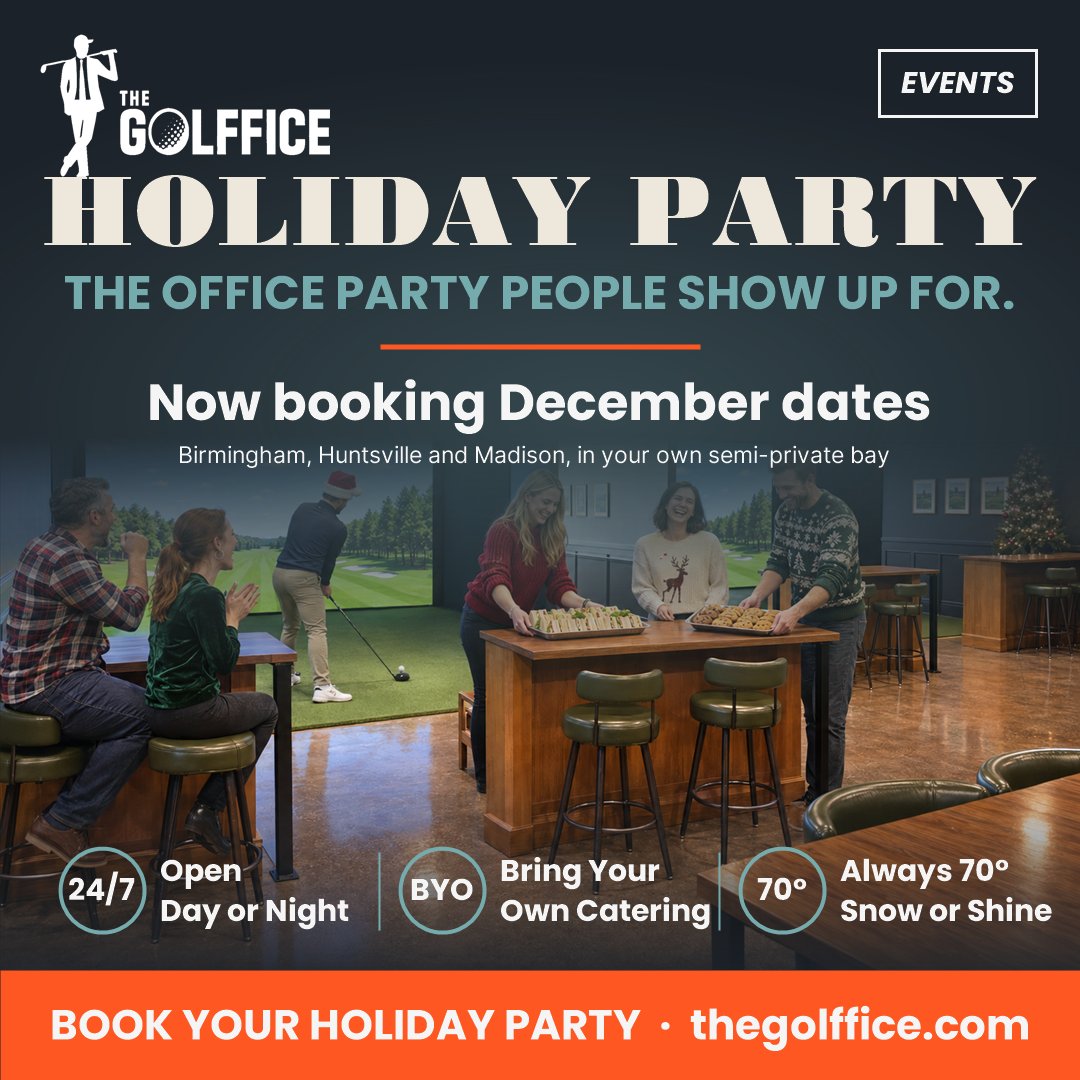 THE
GOLFFICE
EVENTS
HOLIDAY PARTY
THE OFFICE PARTY PEOPLE SHOW UP FOR.
Now booking December dates
Birmingham, Huntsville and Madison, in your own semi-private bay
24/7
Open
Day or Night
BYO
Bring Your
Own Catering
70°
Always 70°
Snow or Shine
BOOK YOUR HOLIDAY PARTY · thegolffice.com